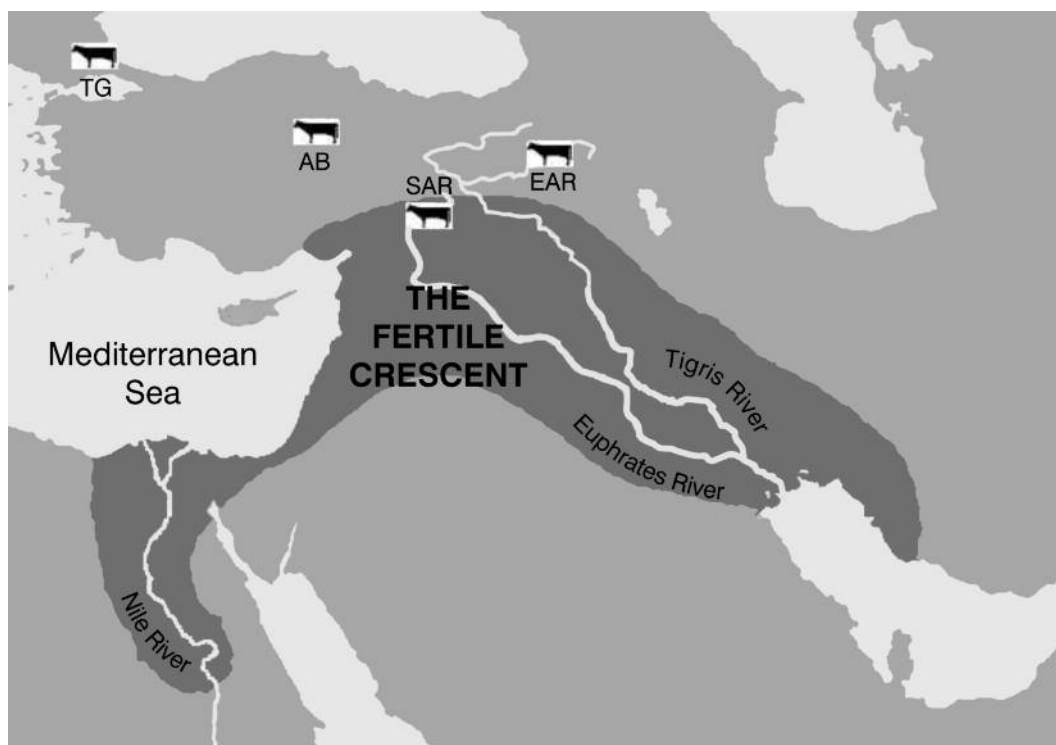 TG
AB
EAR
SAR
THE
FERTILE
CRESCENT
Mediterranean
Sea
Tigris River
Euphrates River
Nile River